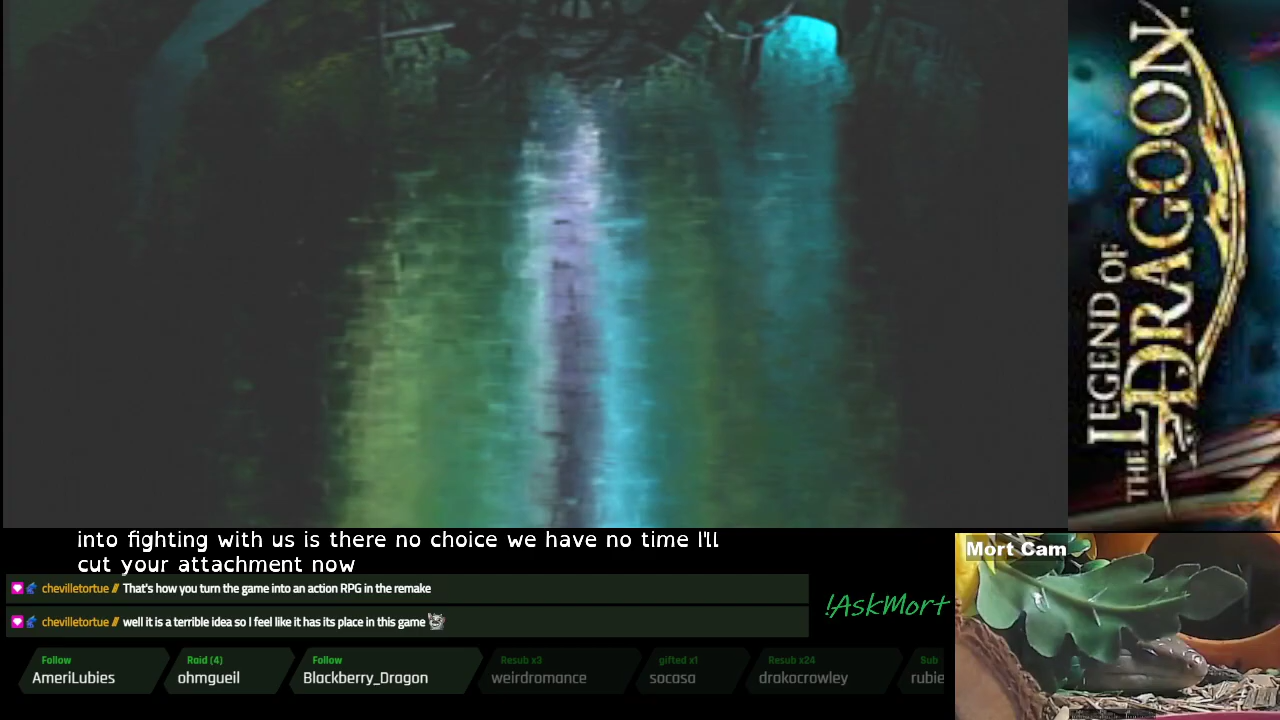 THE LEGEND OF DRAGOON
into fighting with us is there no choice we have no time I'll
cut your attachment now
Mort Cam
chevilletortue // That's how you turn the game into an action RPG in the remake
chevilletortue // well it is a terrible idea so I feel like it has its place in this game
!AskMort
Follow
AmeriLubies
Raid (4)
ohmgueil
Follow
Blackberry_Dragon
Resub x3
weirdromance
gifted x1
socasa
Resub x24
drakocrowley
Sub
rubie